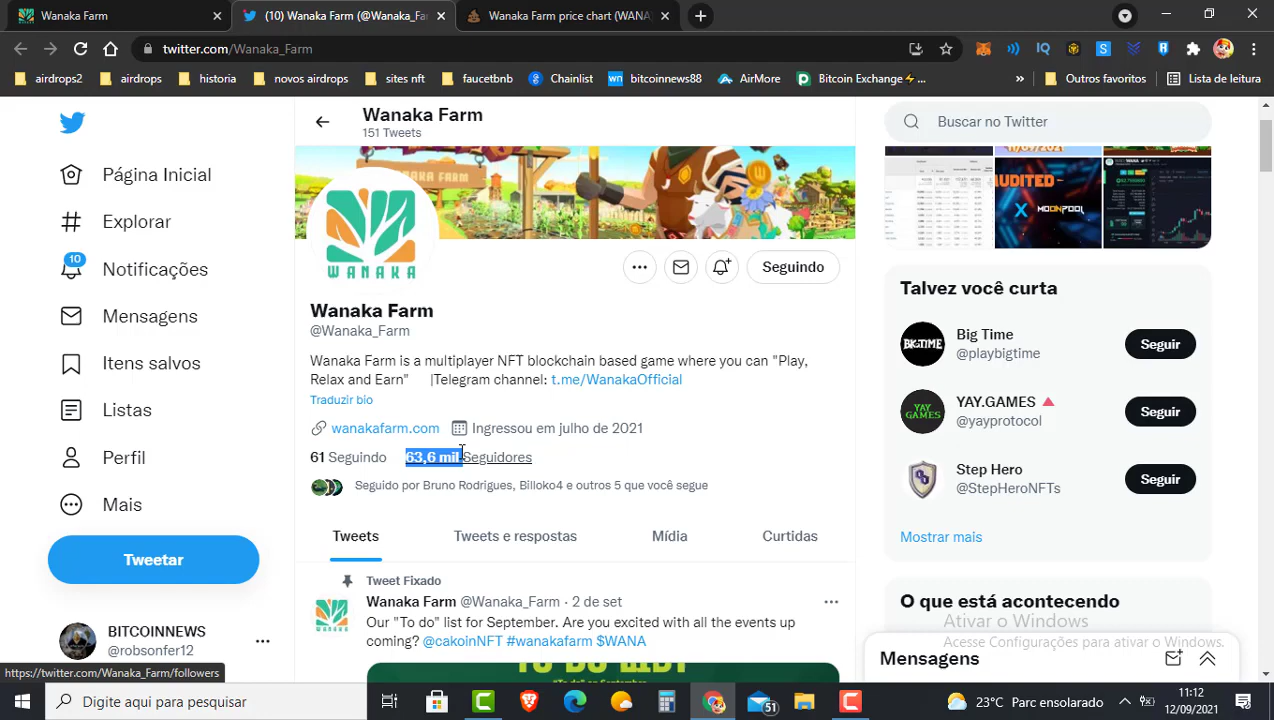 Wanaka Farm
(10) Wanaka Farm (@Wanaka_Fa
Wanaka Farm price chart (WANA
twitter.com/Wanaka_Farm
airdrops2
airdrops
historia
novos airdrops
sites nft
faucetbnb
Chainlist
bitcoinnews88
AirMore
Bitcoin Exchange⚡...
»
Outros favoritos
Lista de leitura
Página Inicial
Explorar
10
Notificações
Mensagens
Itens salvos
Listas
Perfil
Mais
Tweetar
BITCOINNEWS
@robsonfer12
https://twitter.com/Wanaka_Farm/followers
Wanaka Farm
151 Tweets
WANAKA FARM
WANAKA
Seguindo
Wanaka Farm
@Wanaka_Farm
Wanaka Farm is a multiplayer NFT blockchain based game where you can "Play,
Relax and Earn" |Telegram channel: t.me/WanakaOfficial
Traduzir bio
wanakafarm.com Ingressou em julho de 2021
61 Seguindo 63,6 mil Seguidores
Seguido por Bruno Rodrigues, Billoko4 e outros 5 que você segue
Tweets
Tweets e respostas
Mídia
Curtidas
Tweet Fixado
Wanaka Farm @Wanaka_Farm · 2 de set
Our "To do" list for September. Are you excited with all the events up
coming? @cakoinNFT #wanakafarm $WANA
Buscar no Twitter
AUDITED
MOONPOOL
Talvez você curta
Big Time
@playbigtime
Seguir
BIGTIME
YAY.GAMES
@yayprotocol
Seguir
YAY
GAMES
Step Hero
@StepHeroNFTs
Seguir
Mostrar mais
O que está acontecendo
Ativar o Windows
Acesse Configurações para ativar o Windows.
Mensagens
Digite aqui para pesquisar
51
23°C Parc ensolarado
11:12
12/09/2021